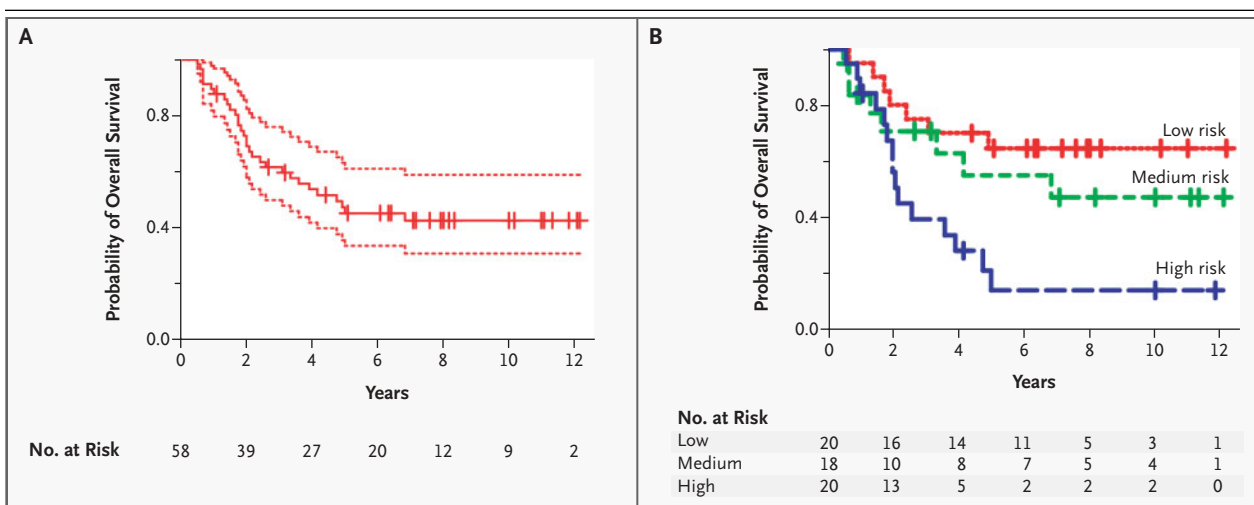 A
Probability of Overall Survival
0.8
0.4
0.0
0 2 4 6 8 10 12
Years
No. at Risk 58 39 27 20 12 9 2
B
Probability of Overall Survival
0.8
0.4
0.0
Low risk
Medium risk
High risk
0 2 4 6 8 10 12
Years
No. at Risk
Low 20 16 14 11 5 3 1
Medium 18 10 8 7 5 4 1
High 20 13 5 2 2 2 0